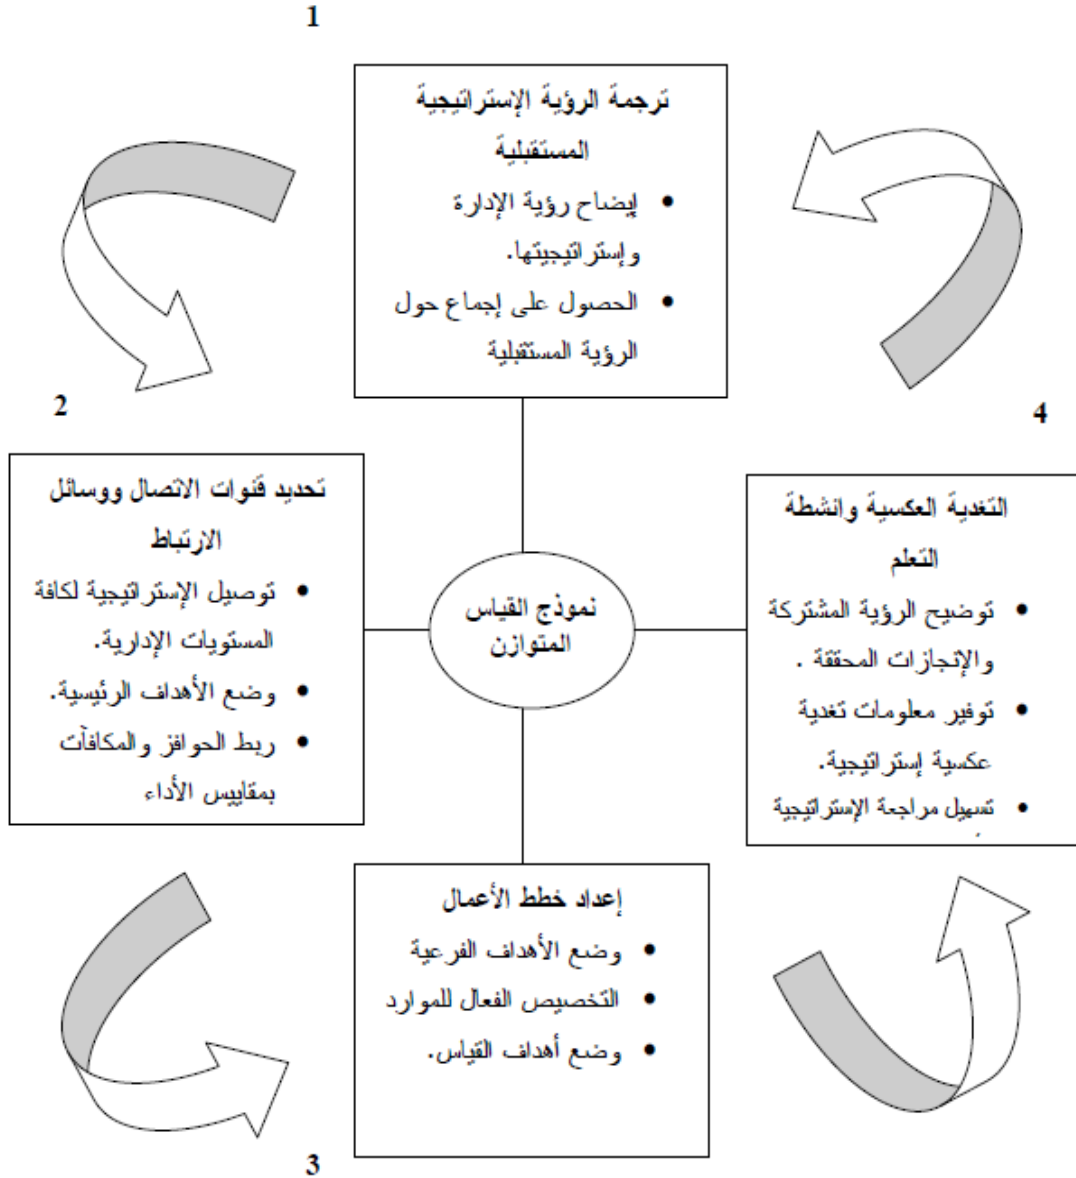 1
ترجمة الرؤية الإستراتيجية
المستقبلية
• إيضاح رؤية الإدارة
وإستراتيجيتها.
• الحصول على إجماع حول
الرؤية المستقبلية
2
تحديد قنوات الاتصال ووسائل
الارتباط
• توصيل الإستراتيجية لكافة
المستويات الإدارية.
• وضع الأهداف الرئيسية.
• ربط الحوافز والمكافآت
بمقاييس الأداء
نموذج القياس
المتوازن
4
التغدية العكسية وانشطة
التعلم
• توضيح الرؤية المشتركة
والإنجازات المحققة .
• توفير معلومات تغدية
عكسية إستراتيجية.
• تسهيل مراجعة الإستراتيجية
إعداد خطط الأعمال
• وضع الأهداف الفرعية
• التخصيص الفعال للموارد
• وضع أهداف القياس.
3